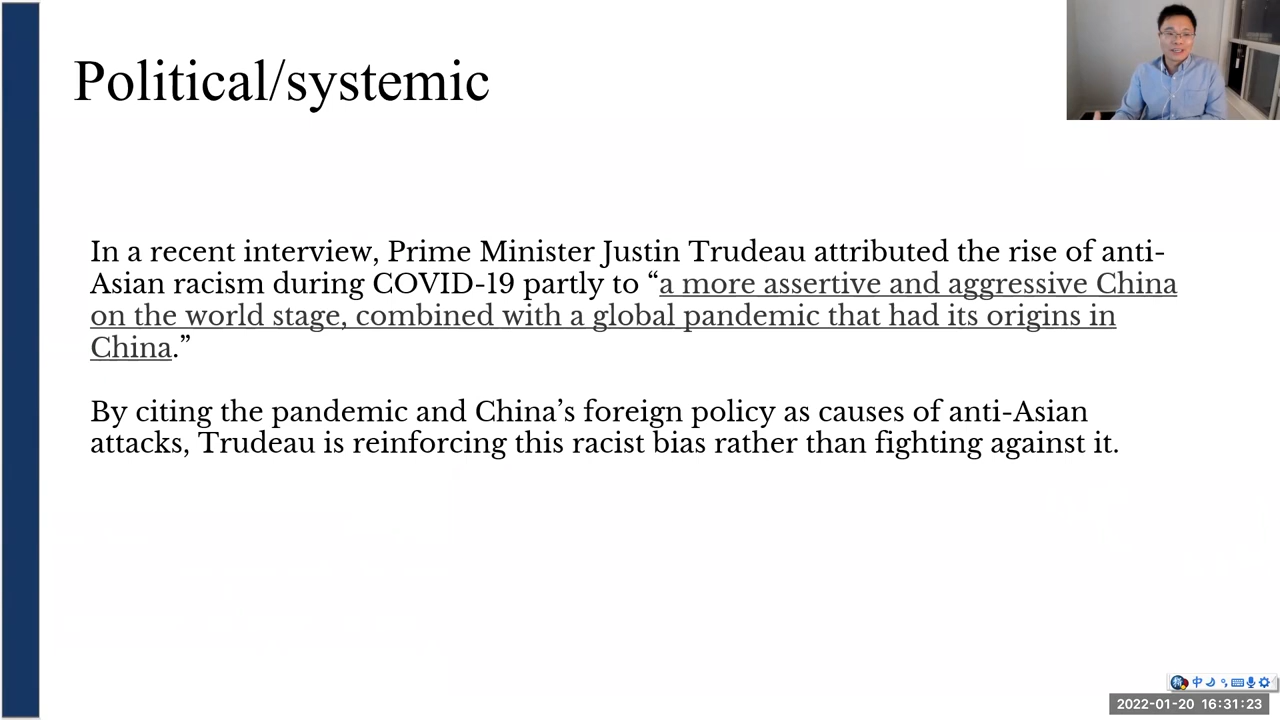 Political/systemic
In a recent interview, Prime Minister Justin Trudeau attributed the rise of anti-
Asian racism during COVID-19 partly to “a more assertive and aggressive China
on the world stage, combined with a global pandemic that had its origins in
China.”
By citing the pandemic and China’s foreign policy as causes of anti-Asian
attacks, Trudeau is reinforcing this racist bias rather than fighting against it.
中
2022-01-20 16:31:23